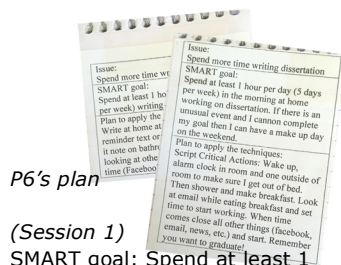 Issue:
Spend more time wr
SMART goal:
Spend at least 1 ho
per week) writing
Plan to apply the
Write at home at
reminder text or
it note on bathr
looking at othe
time (Facebo
Issue:
Spend more time writing dissertation
SMART goal:
Spend at least 1 hour per day (5 days
per week) in the morning at home
working on dissertation. If there is an
unusual event and I cannon complete
my goal then I can have a make up day
on the weekend.
Plan to apply the techniques:
Script Critical Actions: Wake up,
alarm clock in room and one outside of
room to make sure I get out of bed.
Then shower and make breakfast. Look
at email while eating breakfast and set
time to start working. When time
comes close all other things (facebook,
email, news, etc.) and start. Remember
you want to graduate!
P6’s plan
(Session 1)
SMART goal: Spend at least 1